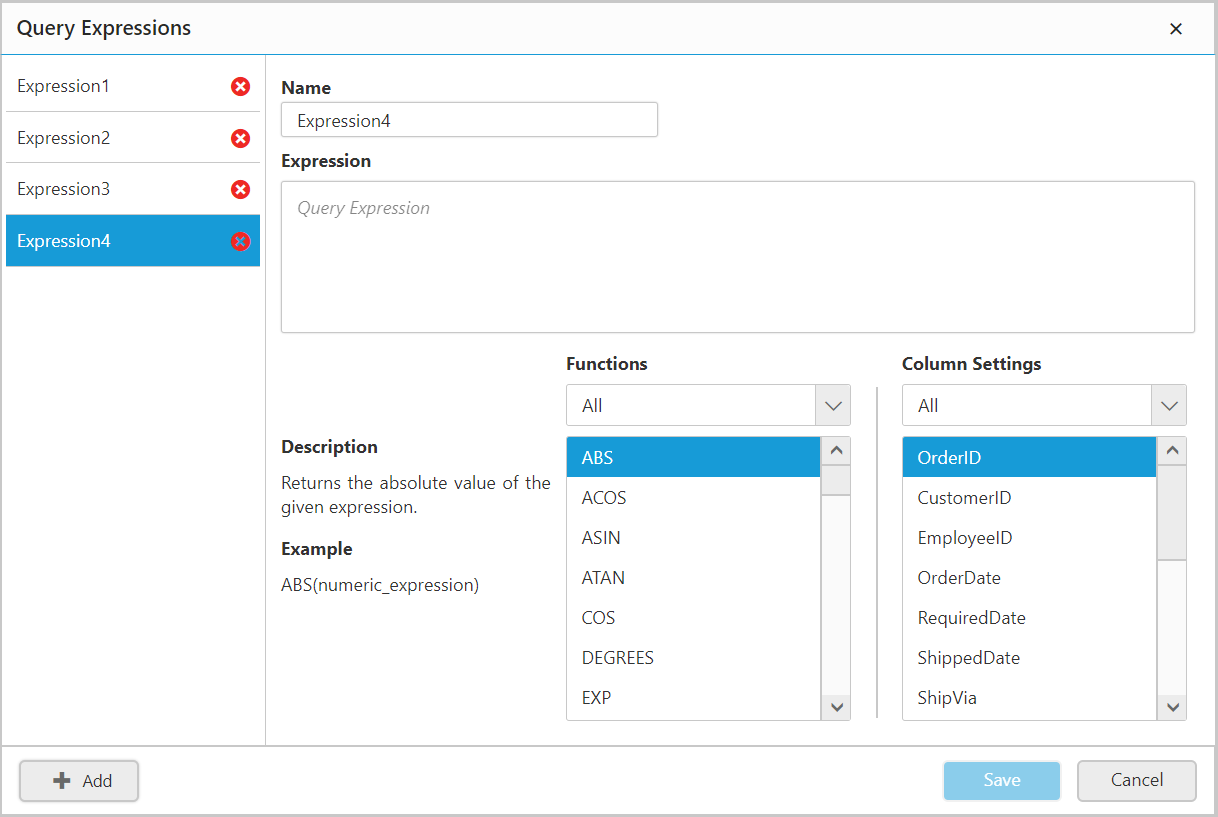 Query Expressions
Expression1
Expression2
Expression3
Expression4
Name
Expression4
Expression
Query Expression
Functions
All
Column Settings
All
Description
Returns the absolute value of the
given expression.
Example
ABS(numeric_expression)
ABS
ACOS
ASIN
ATAN
COS
DEGREES
EXP
OrderID
CustomerID
EmployeeID
OrderDate
RequiredDate
ShippedDate
ShipVia
Add
Save
Cancel